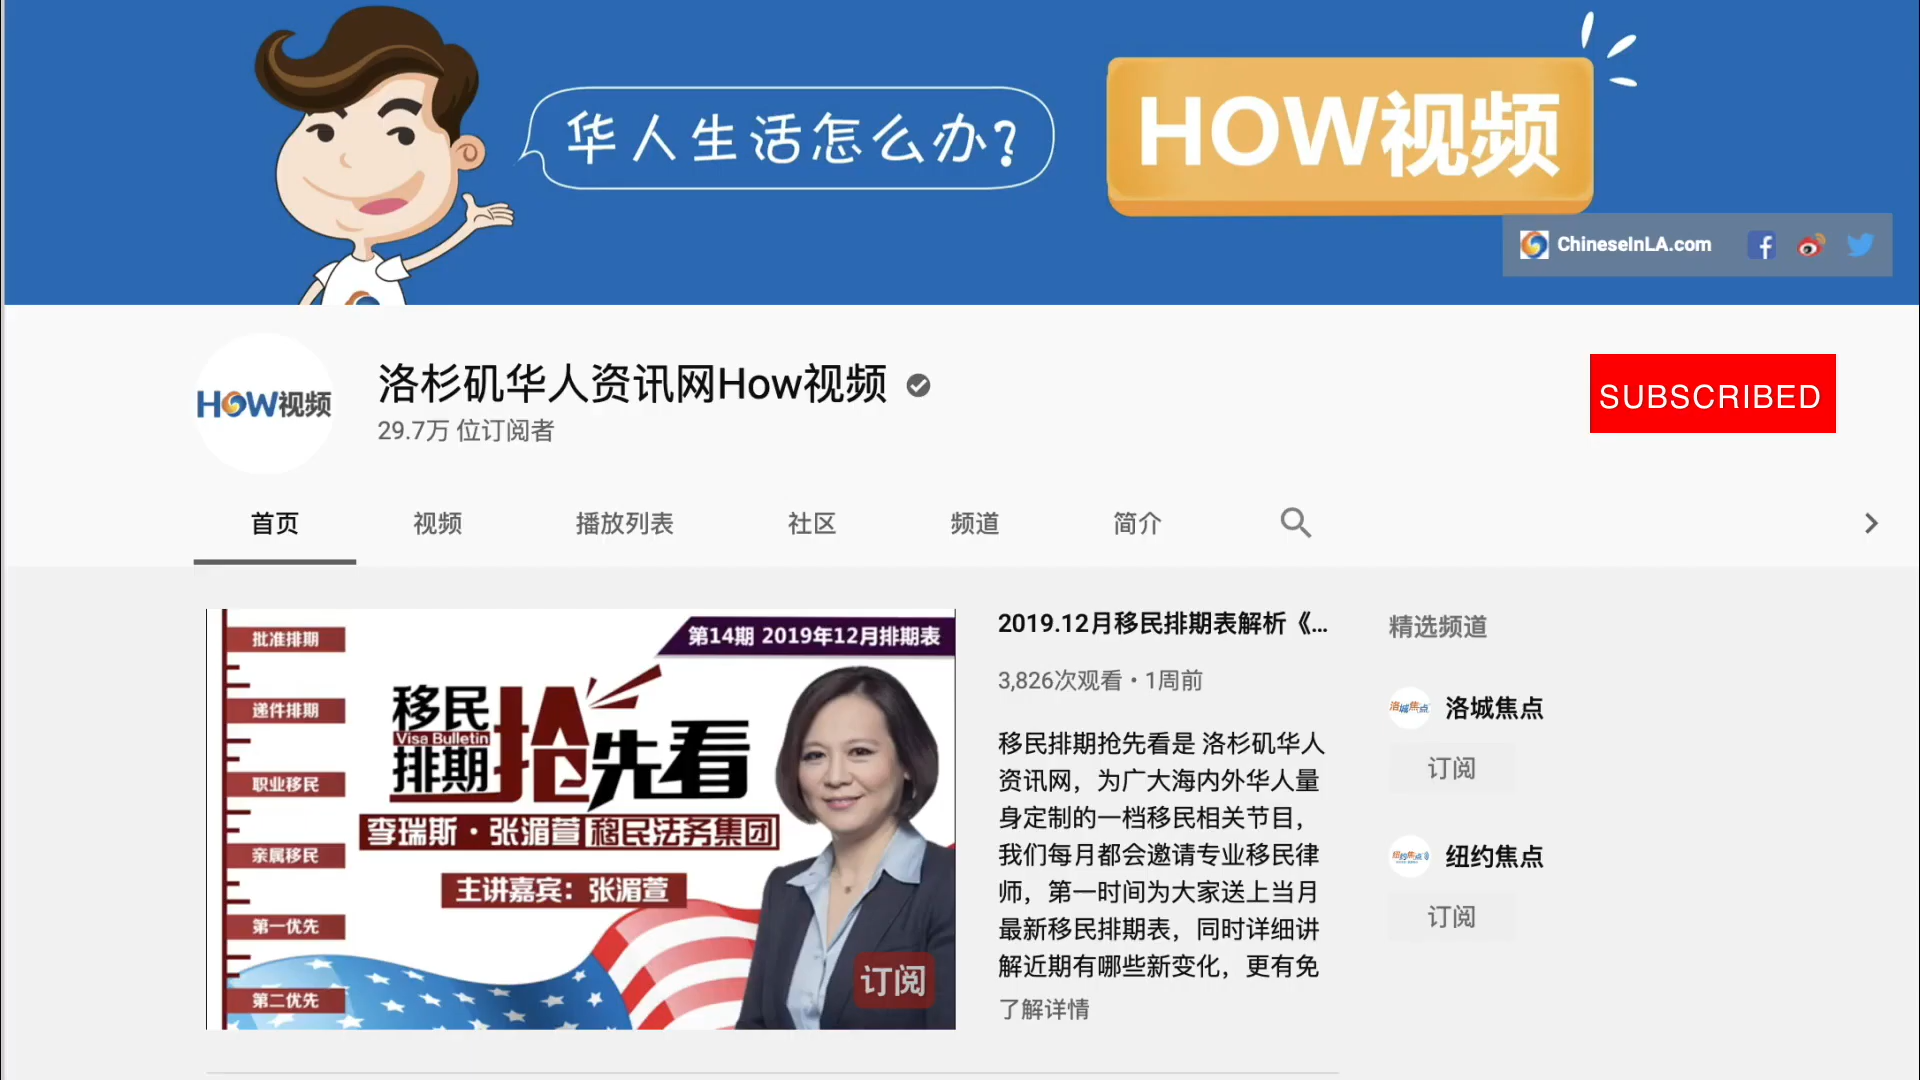 华人生活怎么办?
HOW视频
ChineseInLA.com
HOW视频
洛杉矶华人资讯网How视频
29.7万 位订阅者
SUBSCRIBED
首页
视频
播放列表
社区
频道
简介
批准排期
递件排期
职业移民
亲属移民
第一优先
第二优先
第14期 2019年12月排期表
移民
Visa Bulletin
排期
抢先看
李瑞斯·张湄萱 移民法务集团
主讲嘉宾：张湄萱
订阅
2019.12月移民排期表解析《...
3,826次观看 • 1周前
移民排期抢先看是 洛杉矶华人
资讯网，为广大海内外华人量
身定制的一档移民相关节目，
我们每月都会邀请专业移民律
师，第一时间为大家送上当月
最新移民排期表，同时详细讲
解近期有哪些新变化，更有免
了解详情
精选频道
洛城焦点
洛城焦点
订阅
纽约焦点
纽约焦点
订阅